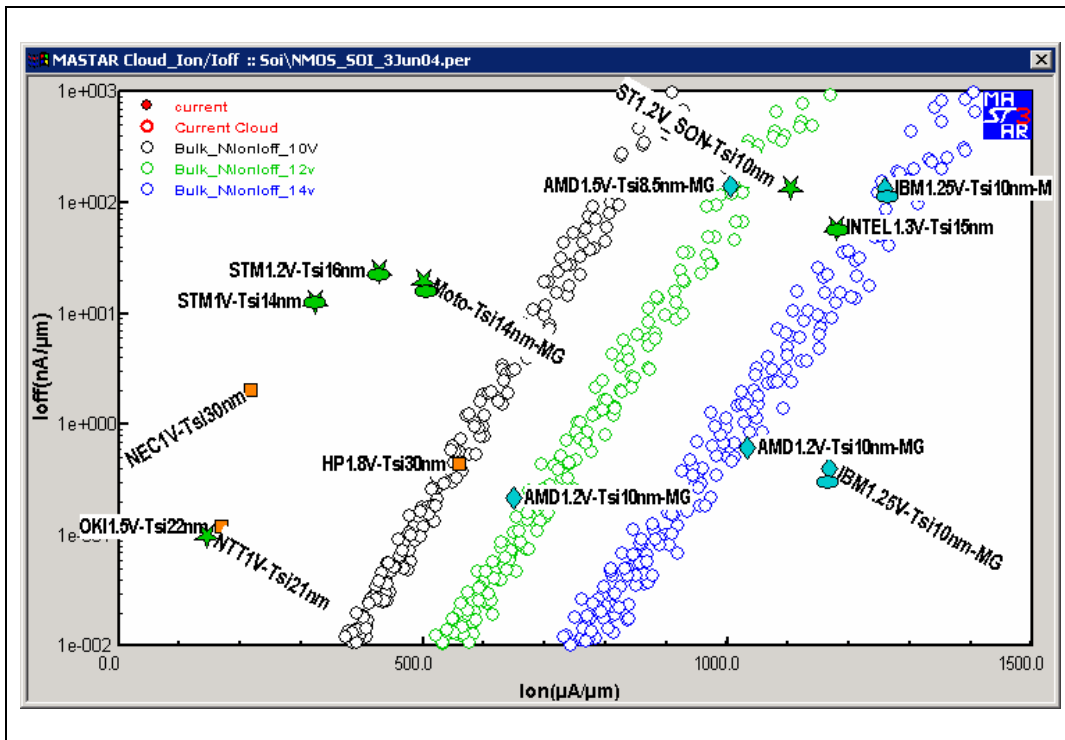 MASTAR Cloud_Ion/Ioff :: Soi\NMOS_SOI_3Jun04.per
1e+003
current
Current Cloud
Bulk_NIonIoff_10V
Bulk_NIonIoff_12v
Bulk_NIonIoff_14v
MA
ST3
AR
ST1.2V_SON-Tsi10nm
AMD1.5V-Tsi8.5nm-MG
IBM1.25V-Tsi10nm-M
1e+002
INTEL1.3V-Tsi15nm
STM1.2V-Tsi16nm
STM1V-Tsi14nm
Moto-Tsi14nm-MG
1e+001
Ioff(nA/µm)
NEC1V-Tsi30nm
1e+000
HP1.8V-Tsi30nm
AMD1.2V-Tsi10nm-MG
IBM1.25V-Tsi10nm-MG
AMD1.2V-Tsi10nm-MG
OKI1.5V-Tsi22nm
NTT1V-Tsi21nm
1e-002
0.0
500.0
1000.0
1500.0
Ion(µA/µm)